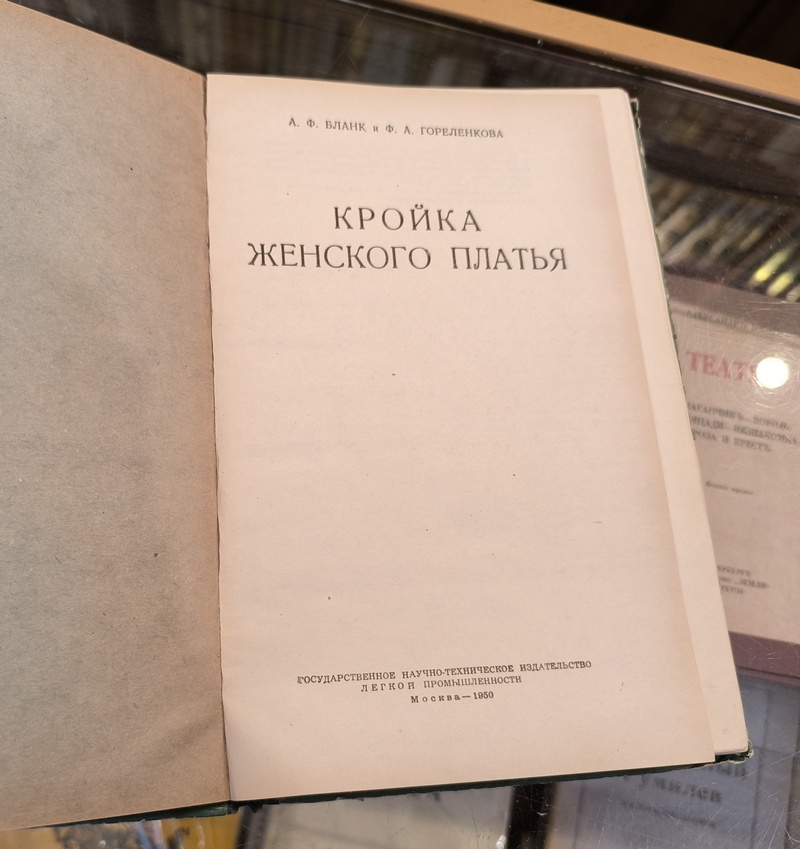 А. Ф. БЛАНК и Ф. А. ГОРЕЛЕНКОВА
КРОЙКА
ЖЕНСКОГО ПЛАТЬЯ
ГОСУДАРСТВЕННОЕ НАУЧНО-ТЕХНИЧЕСКОЕ ИЗДАТЕЛЬСТВО
ЛЕГКОЙ ПРОМЫШЛЕННОСТИ
Москва — 1950